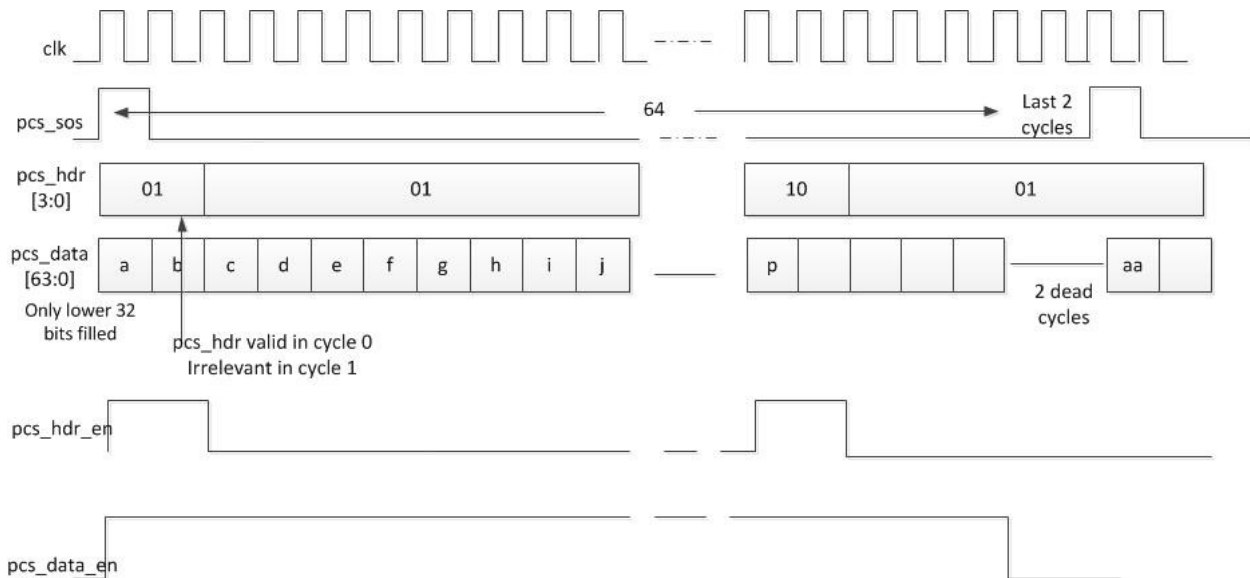 clk
pcs_sos
64
Last 2
cycles
pcs_hdr
[3:0]
01
01
10
01
pcs_data
[63:0]
a b c d e f g h i j
p
aa
Only lower 32
bits filled
2 dead
cycles
pcs_hdr valid in cycle 0
Irrelevant in cycle 1
pcs_hdr_en
pcs_data_en